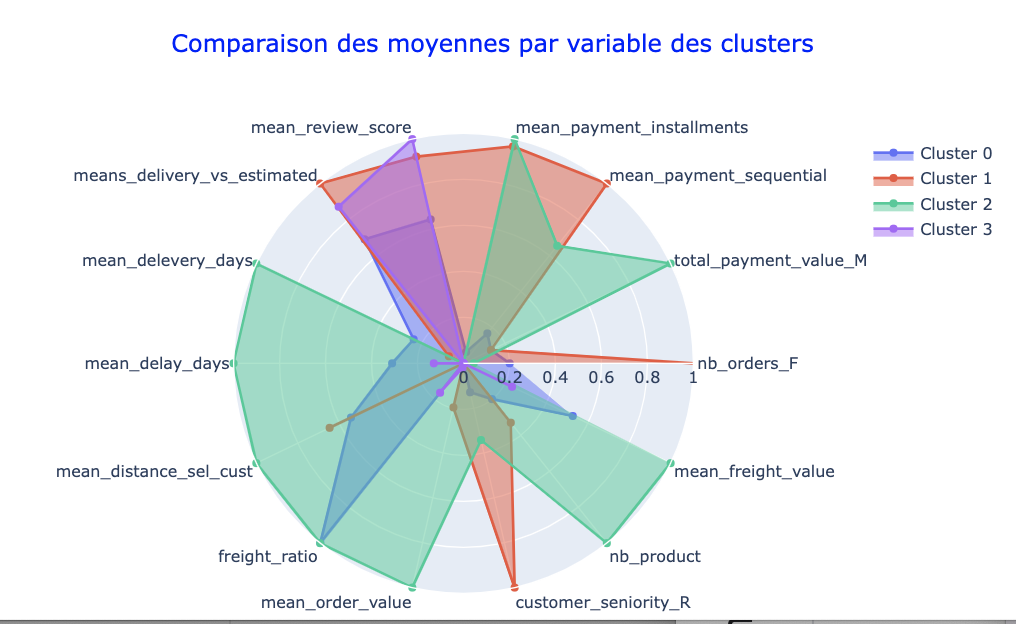 Comparaison des moyennes par variable des clusters
mean_review_score
mean_payment_installments
means_delivery_vs_estimated
mean_payment_sequential
mean_delevery_days
total_payment_value_M
mean_delay_days
nb_orders_F
0 0.2 0.4 0.6 0.8 1
mean_distance_sel_cust
mean_freight_value
freight_ratio
nb_product
mean_order_value
customer_seniority_R
Cluster 0
Cluster 1
Cluster 2
Cluster 3